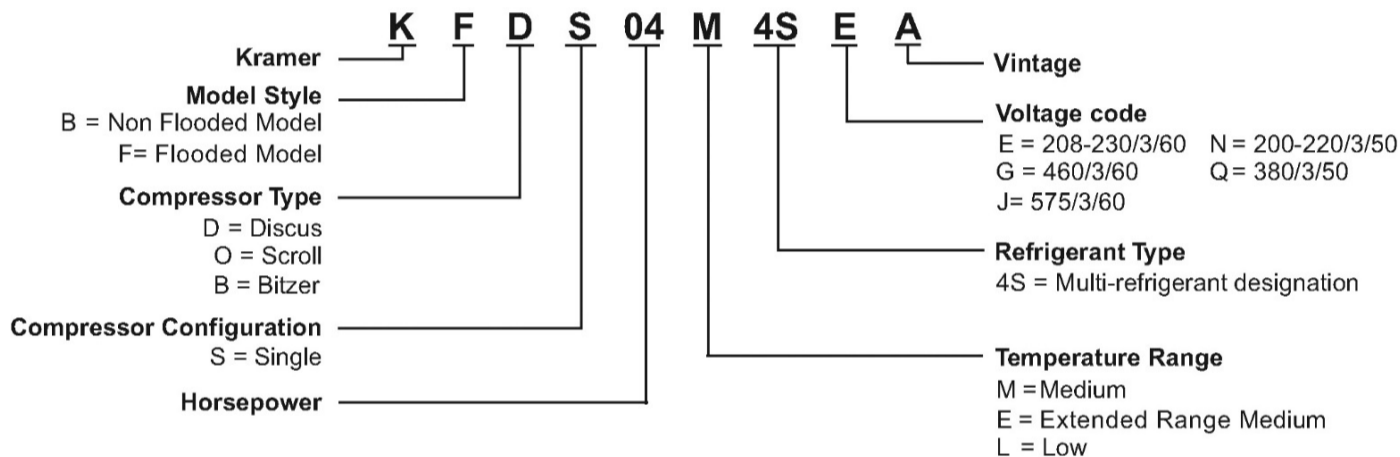 K F D S 04 M 4S E A
Kramer
Model Style
B = Non Flooded Model
F= Flooded Model
Compressor Type
D = Discus
O = Scroll
B = Bitzer
Compressor Configuration
S = Single
Horsepower
Vintage
Voltage code
E = 208-230/3/60 N = 200-220/3/50
G = 460/3/60 Q = 380/3/50
J= 575/3/60
Refrigerant Type
4S = Multi-refrigerant designation
Temperature Range
M =Medium
E = Extended Range Medium
L = Low